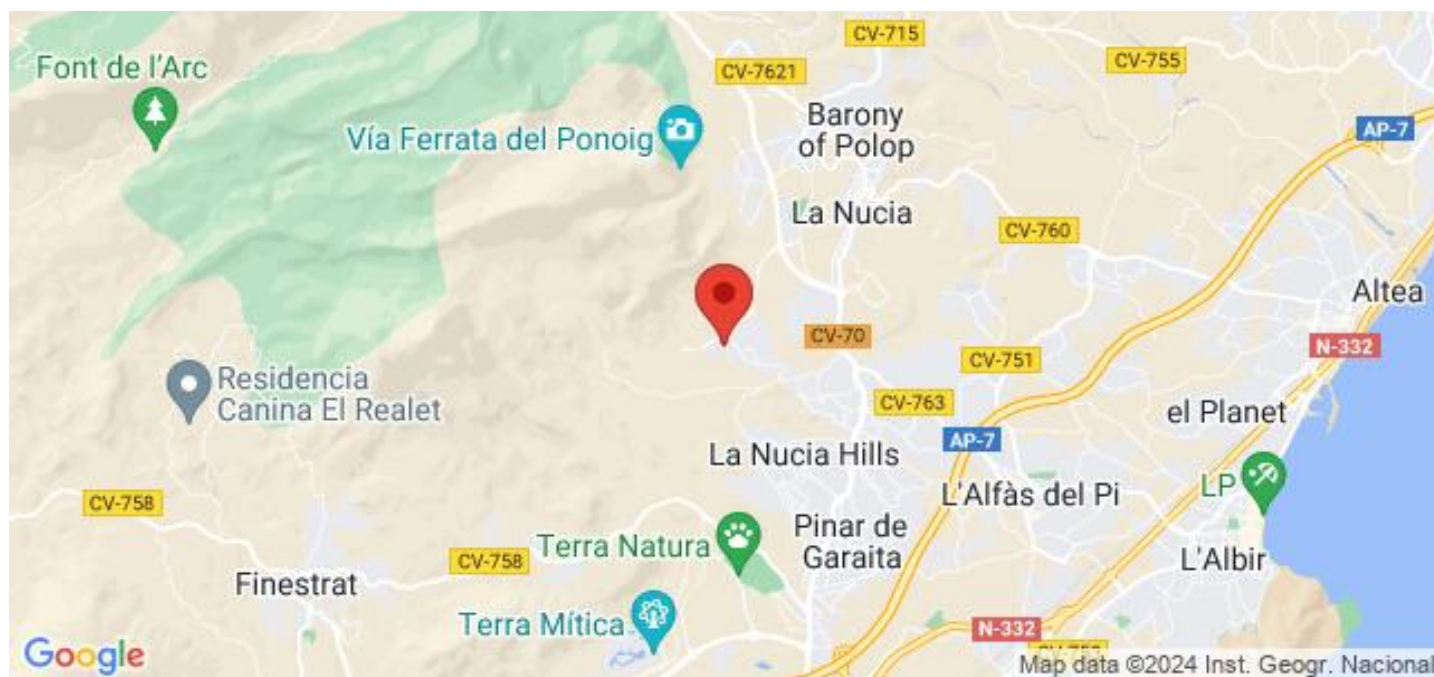 CV-715
Font de l'Arc
CV-7621
CV-755
Barony
of Polop
AP-7
Vía Ferrata del Ponoig
La Nucia
CV-760
Altea
CV-70
N-332
CV-751
Residencia
Canina El Realet
CV-763
el Planet
AP-7
La Nucia Hills
LP
L'Alfàs del Pi
CV-758
Pinar de
Garaita
Terra Natura
L'Albir
CV-758
Finestrat
Terra Mítica
N-332
Google
Map data ©2024 Inst. Geogr. Nacional